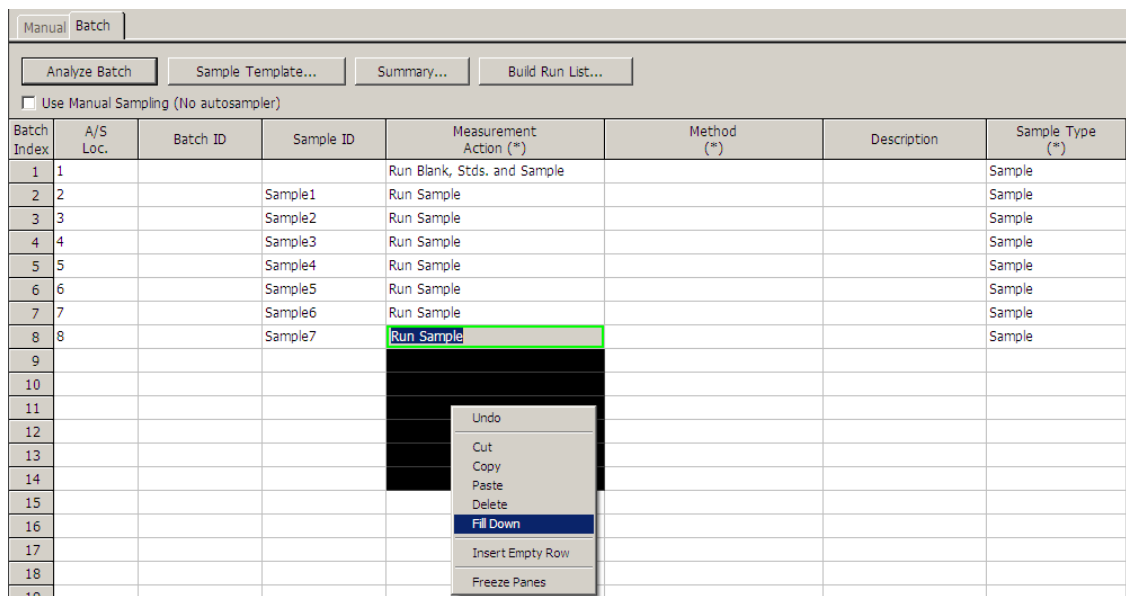 Manual Batch
Analyze Batch Sample Template... Summary... Build Run List...
Use Manual Sampling (No autosampler)
Batch Index A/S Loc. Batch ID Sample ID Measurement Action (*) Method (*) Description Sample Type (*)
1 1 Run Blank, Stds. and Sample Sample
2 2 Sample1 Run Sample Sample
3 3 Sample2 Run Sample Sample
4 4 Sample3 Run Sample Sample
5 5 Sample4 Run Sample Sample
6 6 Sample5 Run Sample Sample
7 7 Sample6 Run Sample Sample
8 8 Sample7 Run Sample Sample
9
10
11
Undo
12
Cut
13
Copy
14
Paste
Delete
15
Fill Down
16
Insert Empty Row
17
18
Freeze Panes